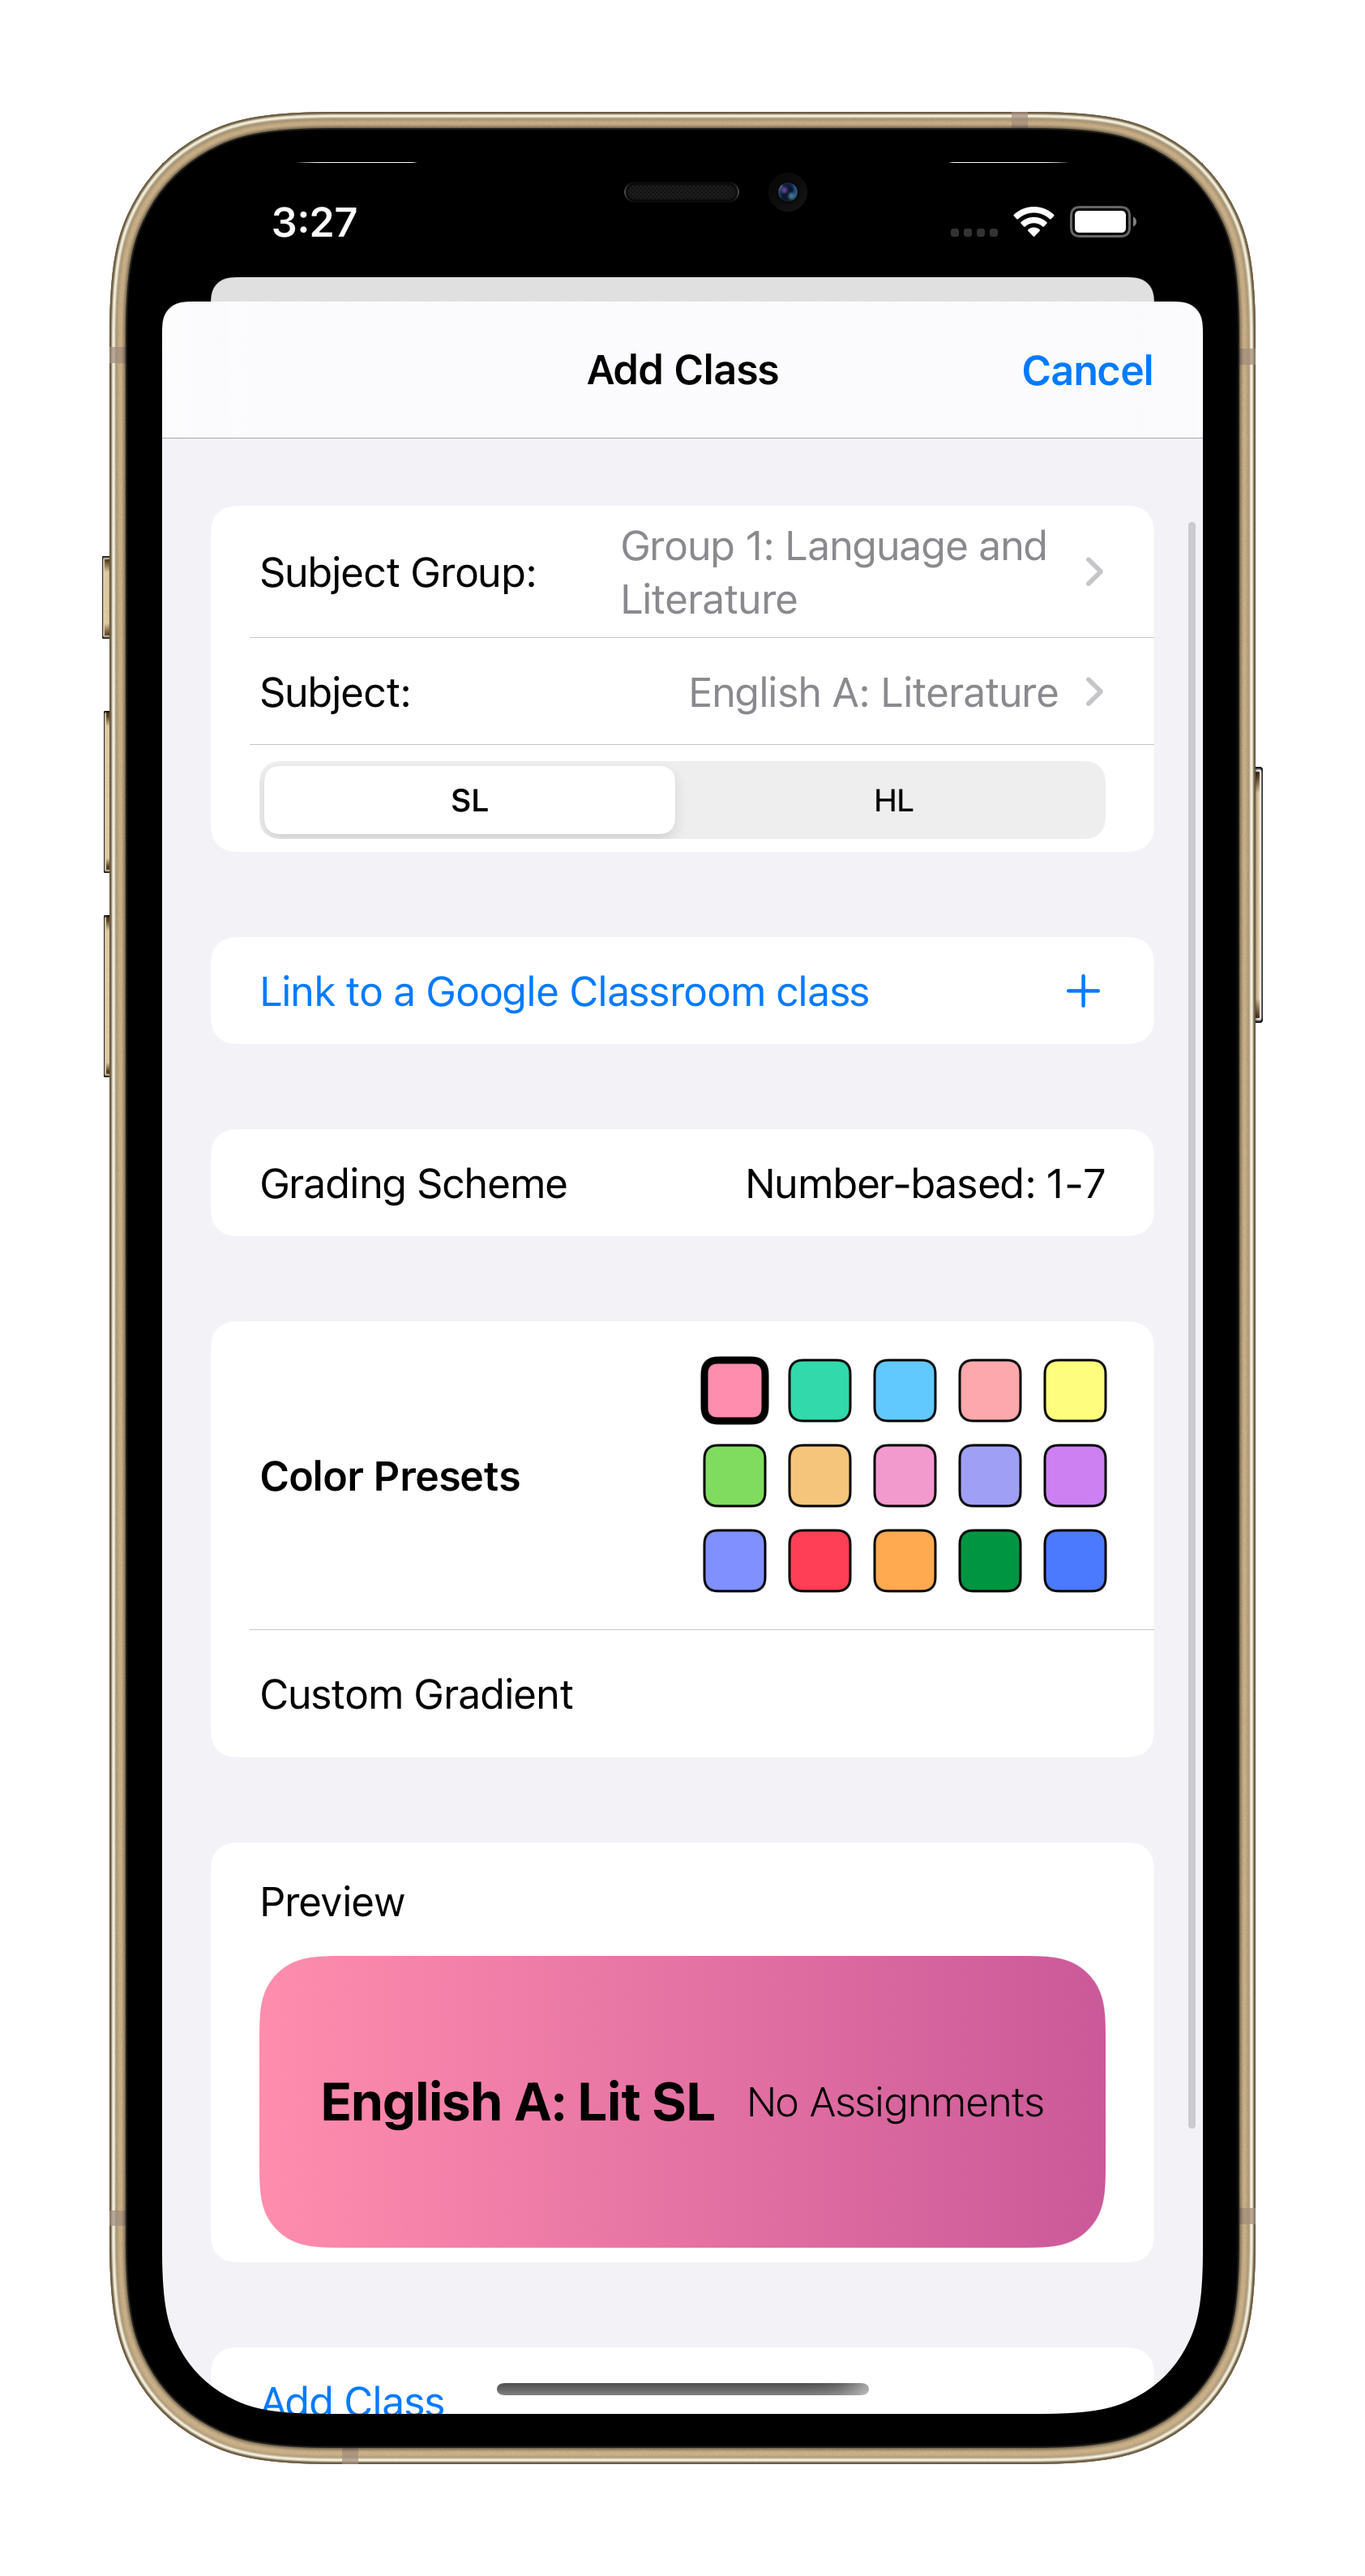 3:27
Add Class
Cancel
Subject Group:
Group 1: Language and
Literature
Subject:
English A: Literature
SL
HL
Link to a Google Classroom class
+
Grading Scheme
Number-based: 1-7
Color Presets
Custom Gradient
Preview
English A: Lit SL
No Assignments
Add Class